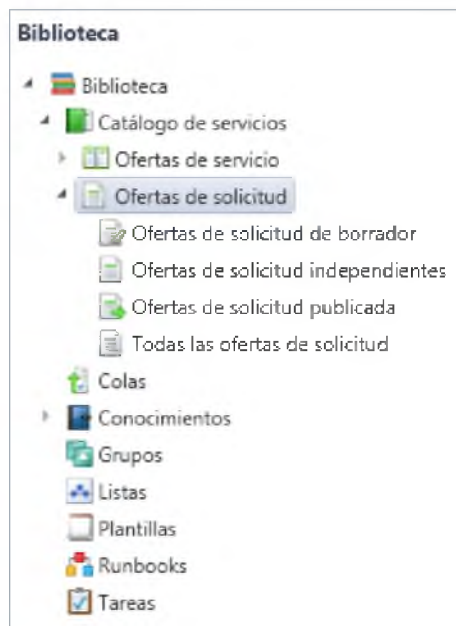 Biblioteca
Biblioteca
Catálogo de servicios
Ofertas de servicio
Ofertas de solicitud
Ofertas de solicitud de borrador
Ofertas de solicitud independientes
Ofertas de solicitud publicada
Todas las ofertas de solicitud
Colas
Conocimientos
Grupos
Listas
Plantillas
Runbooks
Tareas